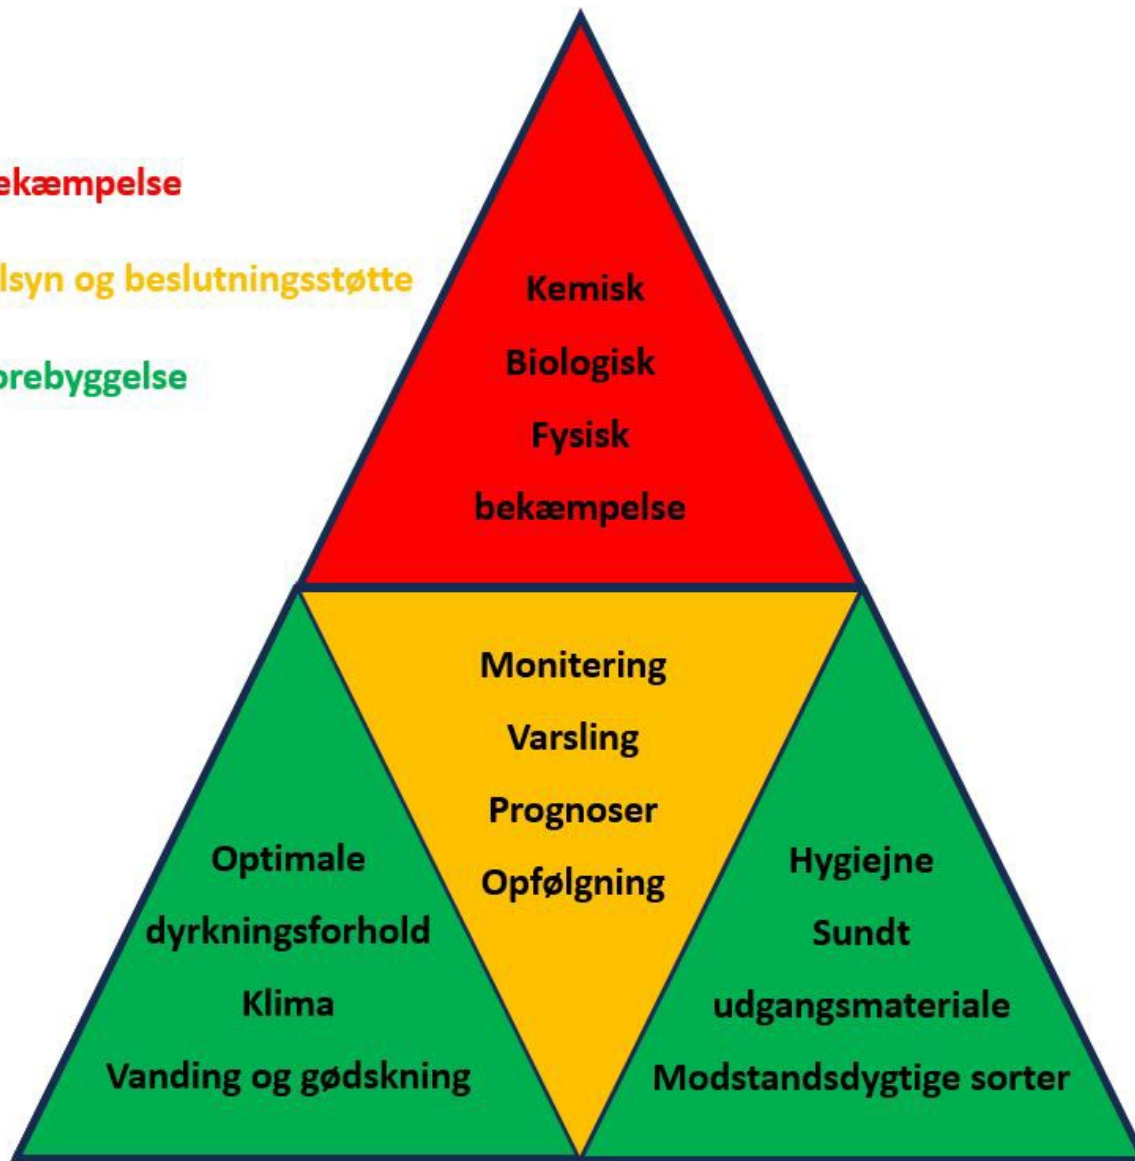 ekæmpelse
lsyn og beslutningsstøtte
orebyggelse
Kemisk
Biologisk
Fysisk
bekæmpelse
Monitering
Varsling
Prognoser
Opfølgning
Optimale
dyrkningsforhold
Klima
Vanding og gødskning
Hygiejne
Sundt
udgangsmateriale
Modstandsdygtige sorter